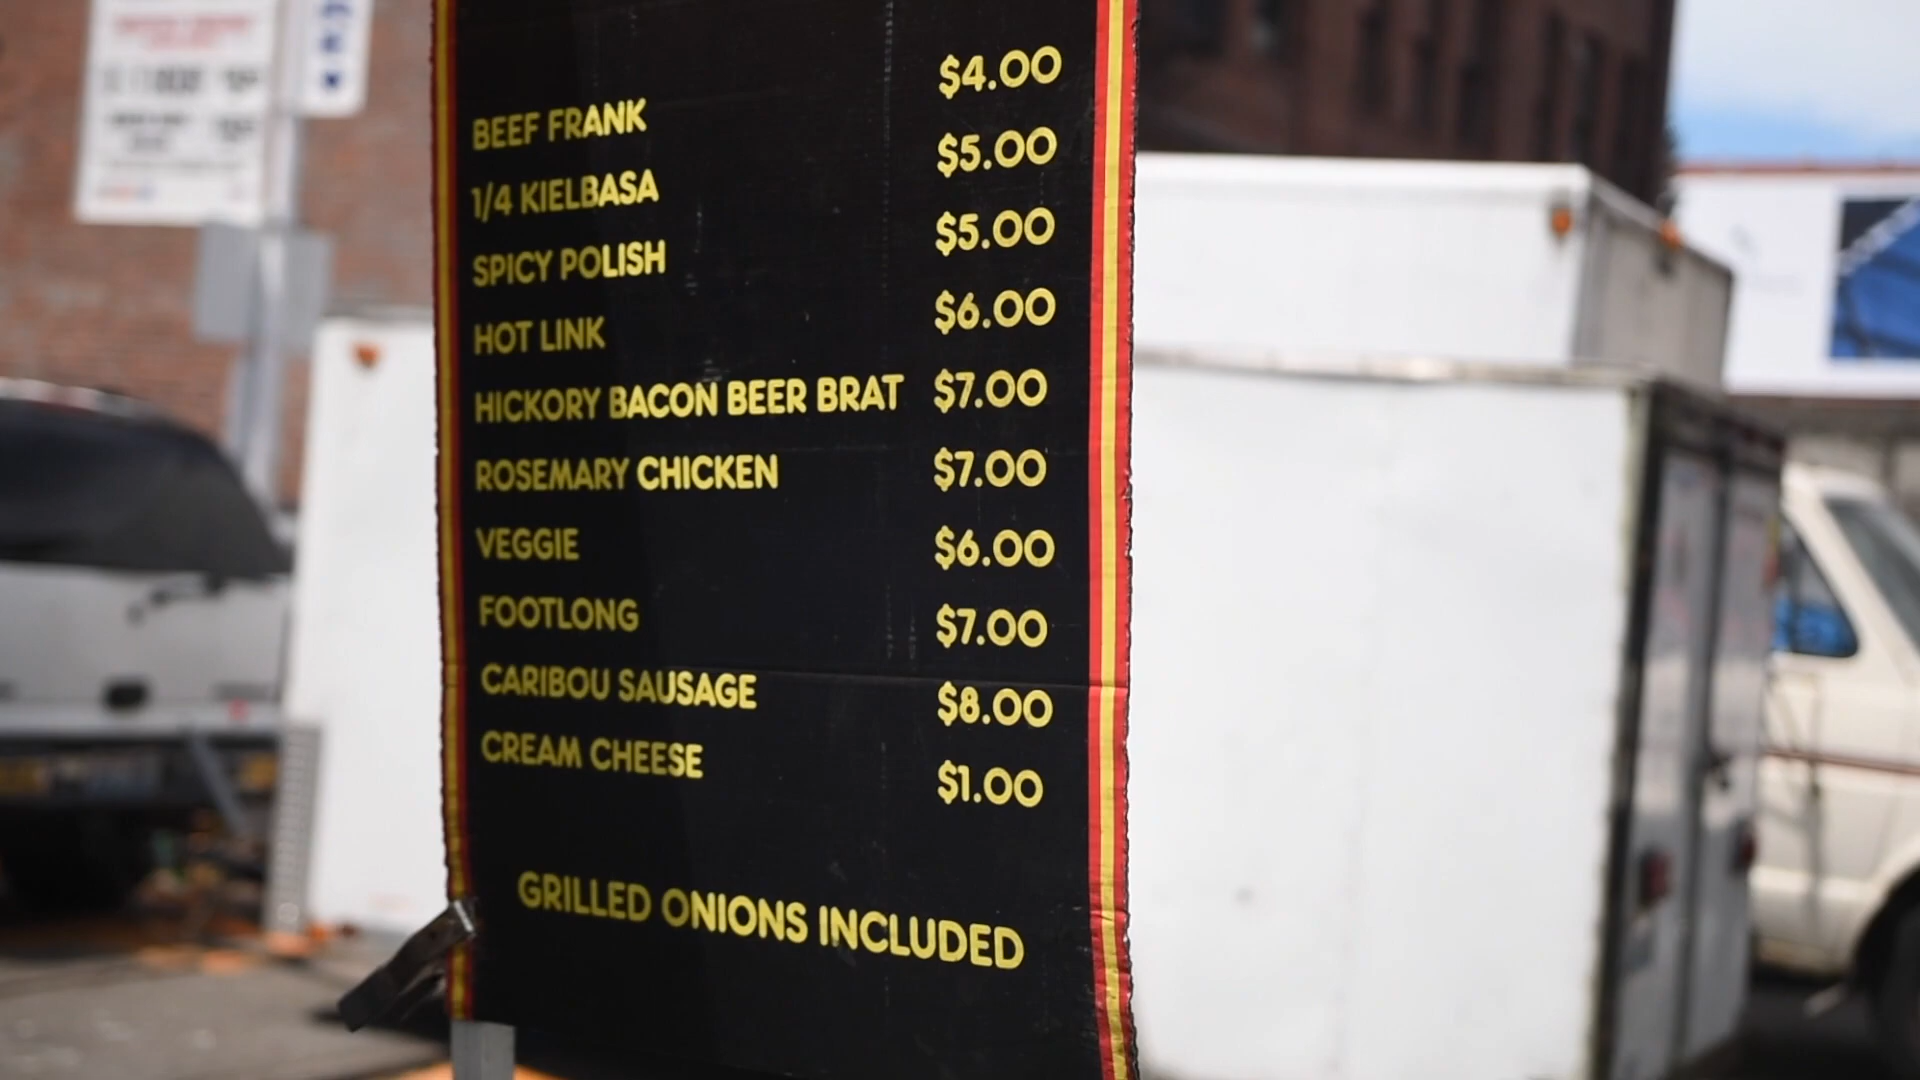 BEEF FRANK $4.00
1/4 KIELBASA $5.00
SPICY POLISH $5.00
HOT LINK $6.00
HICKORY BACON BEER BRAT $7.00
ROSEMARY CHICKEN $7.00
VEGGIE $6.00
FOOTLONG $7.00
CARIBOU SAUSAGE $8.00
CREAM CHEESE $1.00
GRILLED ONIONS INCLUDED